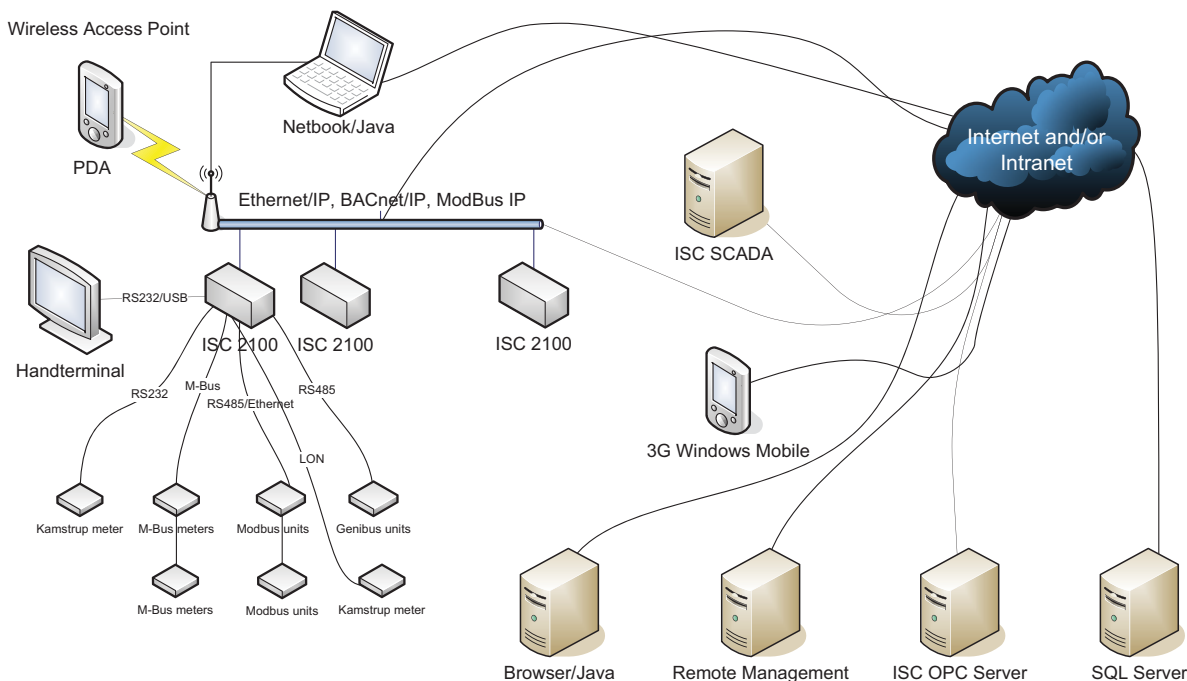 Wireless Access Point
PDA
Netbook/Java
Internet and/or
Intranet
Ethernet/IP, BACnet/IP, ModBus IP
ISC SCADA
RS232/USB
Handterminal
ISC 2100
ISC 2100
ISC 2100
RS232
M-Bus
RS485/Ethernet
RS485
LON
3G Windows Mobile
Kamstrup meter
M-Bus meters
Modbus units
Genibus units
M-Bus meters
Modbus units
Kamstrup meter
Browser/Java
Remote Management
ISC OPC Server
SQL Server